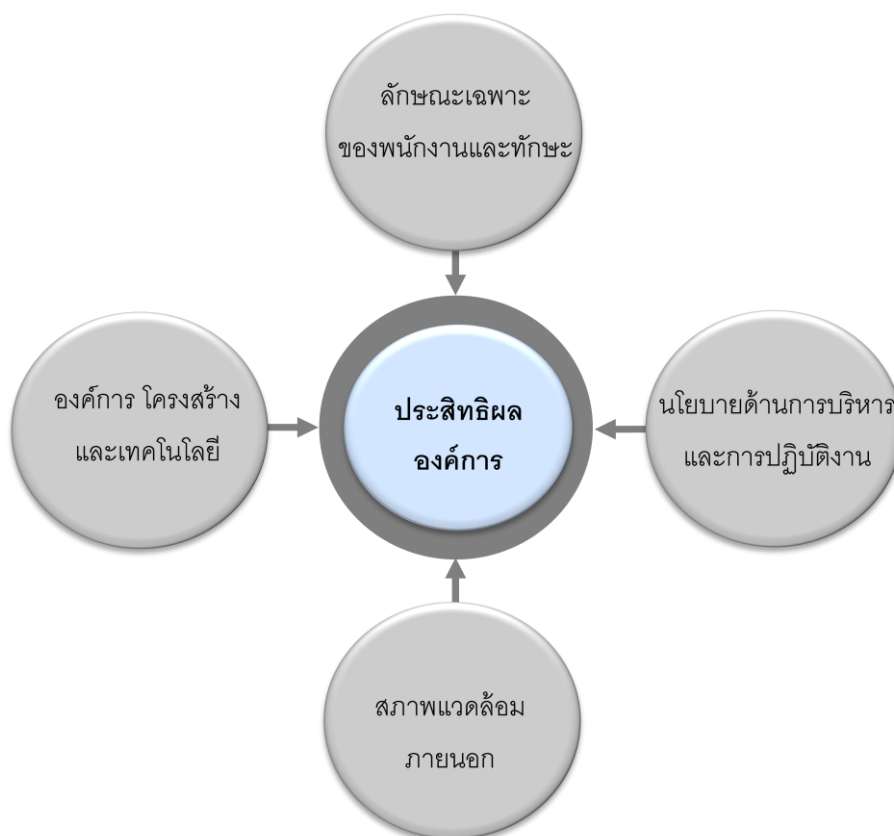 ลักษณะเฉพาะ
ของพนักงานและทักษะ
องค์การ โครงสร้าง
และเทคโนโลยี
ประสิทธิผล
องค์การ
นโยบายด้านการบริหาร
และการปฏิบัติงาน
สภาพแวดล้อม
ภายนอก